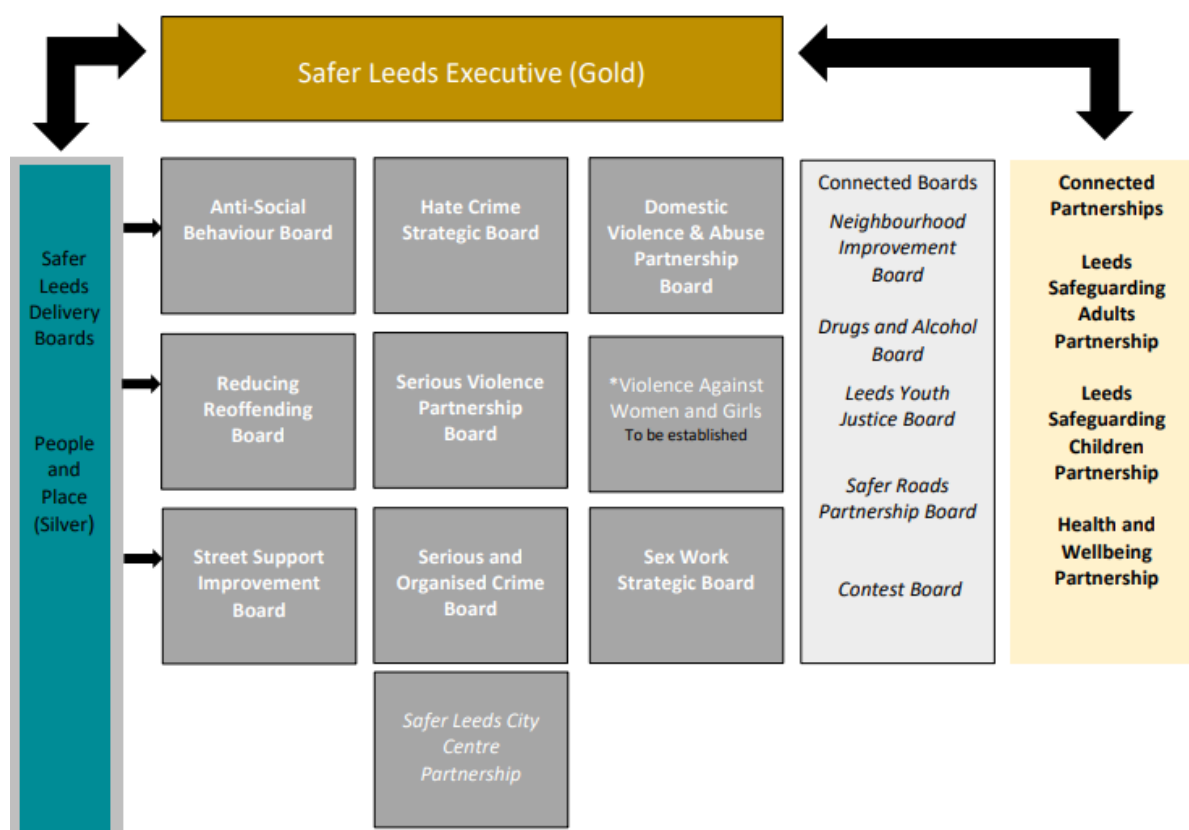 Safer Leeds Executive (Gold)
Safer
Leeds
Delivery
Boards
People
and
Place
(Silver)
Anti-Social
Behaviour Board
Hate Crime
Strategic Board
Domestic
Violence & Abuse
Partnership
Board
Reducing
Reoffending
Board
Serious Violence
Partnership
Board
*Violence Against
Women and Girls
To be established
Street Support
Improvement
Board
Serious and
Organised Crime
Board
Sex Work
Strategic Board
Safer Leeds City
Centre
Partnership
Connected Boards
Neighbourhood
Improvement
Board
Drugs and Alcohol
Board
Leeds Youth
Justice Board
Safer Roads
Partnership Board
Contest Board
Connected
Partnerships
Leeds
Safeguarding
Adults
Partnership
Leeds
Safeguarding
Children
Partnership
Health and
Wellbeing
Partnership